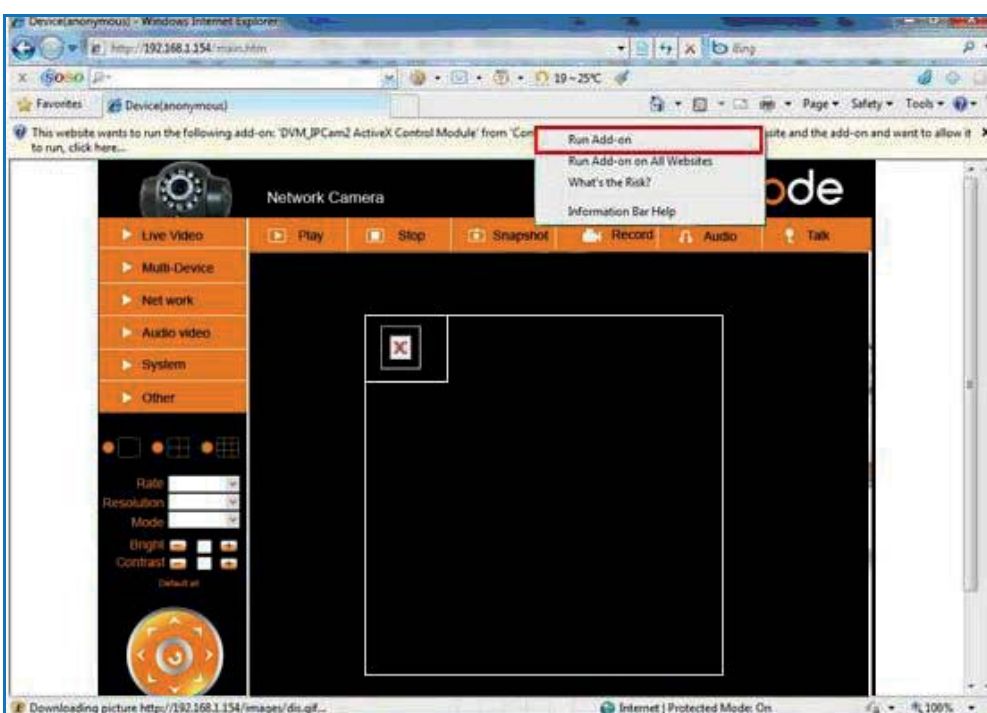 Device(anonymous) - Windows Internet Explorer
http://192.168.1.154/main.htm
Bing
SOSO
19~25℃
Favorites Device(anonymous) Page Safety Tools
This website wants to run the following add-on: 'DVM_IPCam2 ActiveX Control Module' from 'Con site and the add-on and want to allow it
to run, click here...
Run Add-on
Run Add-on on All Websites
What's the Risk?
Information Bar Help
Network Camera
ode
Live Video Play Stop Snapshot Record Audio Talk
Multi-Device
Net work
Audio video
System
Other
Rate
Resolution
Mode
Bright
Contrast
Default all
Downloading picture http://192.168.1.154/images/dis.gif... Internet | Protected Mode: On 100%